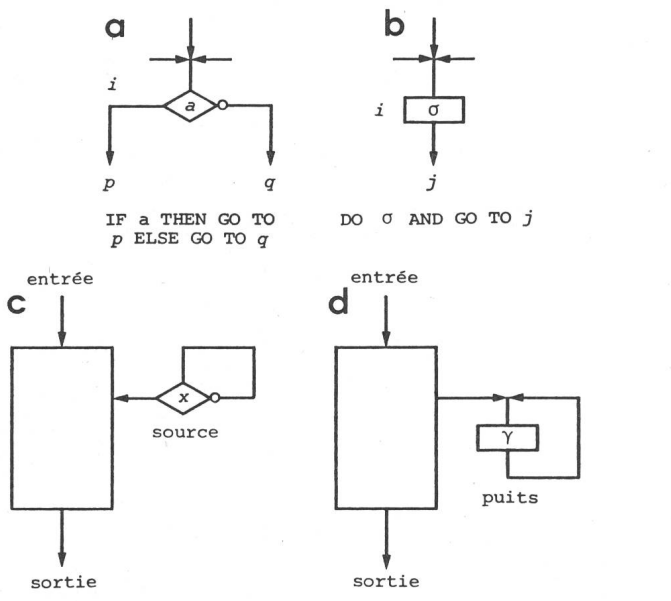 a
b
i
a
i
σ
p
q
j
IF a THEN GO TO
p ELSE GO TO q
DO σ AND GO TO j
entrée
entrée
c
d
x
source
γ
puits
sortie
sortie